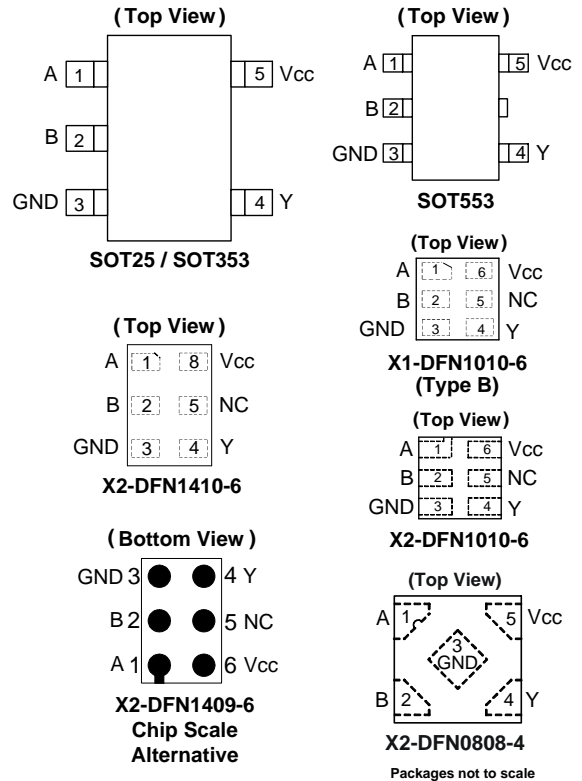 (Top View)
A 1 5 Vcc
B 2
GND 3 4 Y
SOT25 / SOT353
(Top View)
A 1 5 Vcc
B 2
GND 3 4 Y
SOT553
(Top View)
A 1 6 Vcc
B 2 5 NC
GND 3 4 Y
X1-DFN1010-6
(Type B)
(Top View)
A 1 8 Vcc
B 2 5 NC
GND 3 4 Y
X2-DFN1410-6
(Top View)
A 1 6 Vcc
B 2 5 NC
GND 3 4 Y
X2-DFN1010-6
(Bottom View)
GND 3 4 Y
B 2 5 NC
A 1 6 Vcc
X2-DFN1409-6
Chip Scale
Alternative
(Top View)
A 1 5 Vcc
3
GND
B 2 4 Y
X2-DFN0808-4
Packages not to scale